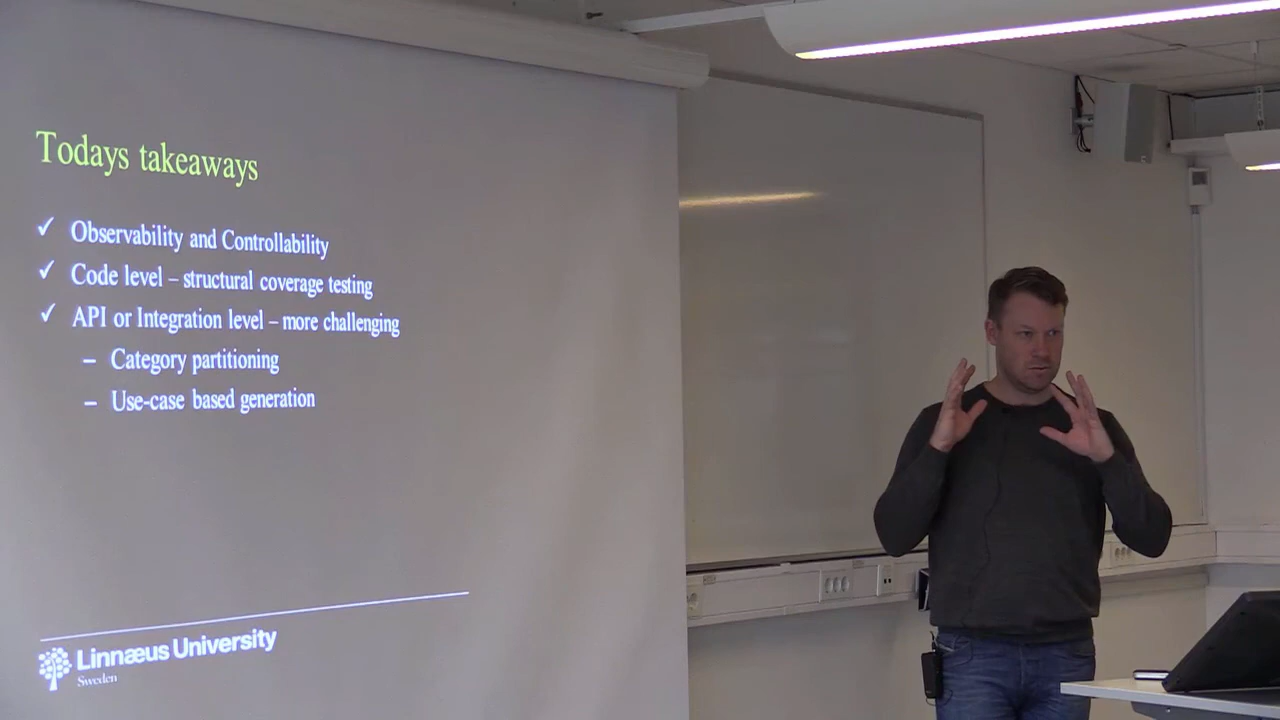 Todays takeaways
✓ Observability and Controllability
✓ Code level – structural coverage testing
✓ API or Integration level – more challenging
– Category partitioning
– Use-case based generation
Linnæus University
Sweden